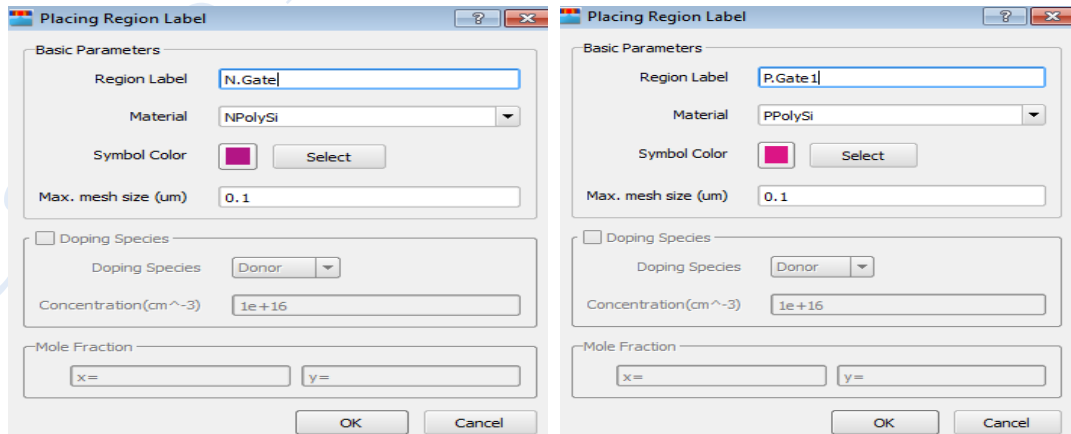 Placing Region Label
Basic Parameters
Region Label N.Gate
Material NPolySi
Symbol Color Select
Max. mesh size (um) 0.1
Doping Species
Doping Species Donor
Concentration(cm^-3) 1e+16
Mole Fraction
x= y=
OK Cancel
Placing Region Label
Basic Parameters
Region Label P.Gate1
Material PPolySi
Symbol Color Select
Max. mesh size (um) 0.1
Doping Species
Doping Species Donor
Concentration(cm^-3) 1e+16
Mole Fraction
x= y=
OK Cancel